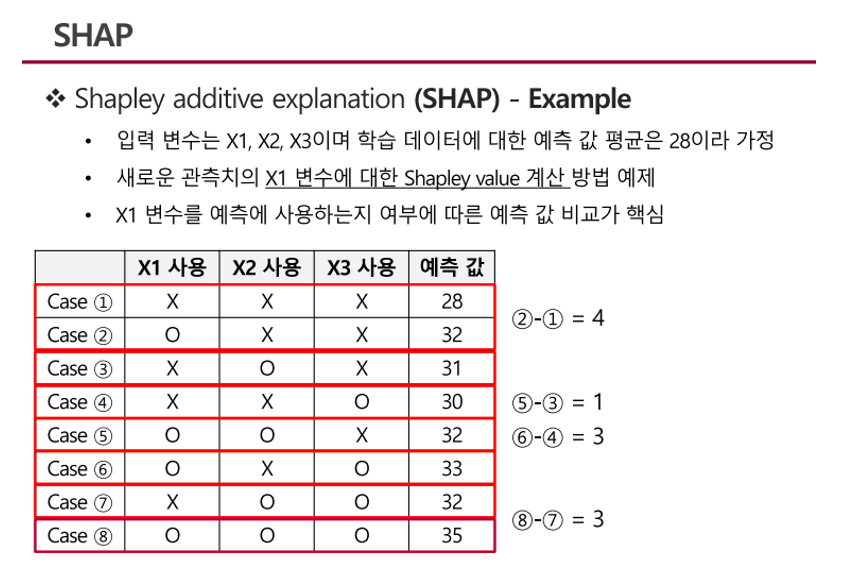 SHAP
❖ Shapley additive explanation (SHAP) - Example
• 입력 변수는 X1, X2, X3이며 학습 데이터에 대한 예측 값 평균은 28이라 가정
• 새로운 관측치의 X1 변수에 대한 Shapley value 계산 방법 예제
• X1 변수를 예측에 사용하는지 여부에 따른 예측 값 비교가 핵심
X1 사용 X2 사용 X3 사용 예측 값
Case ① X X X 28
②-① = 4
Case ② O X X 32
Case ③ X O X 31
Case ④ X X O 30 ⑤-③ = 1
Case ⑤ O O X 32 ⑥-④ = 3
Case ⑥ O X O 33
Case ⑦ X O O 32
⑧-⑦ = 3
Case ⑧ O O O 35